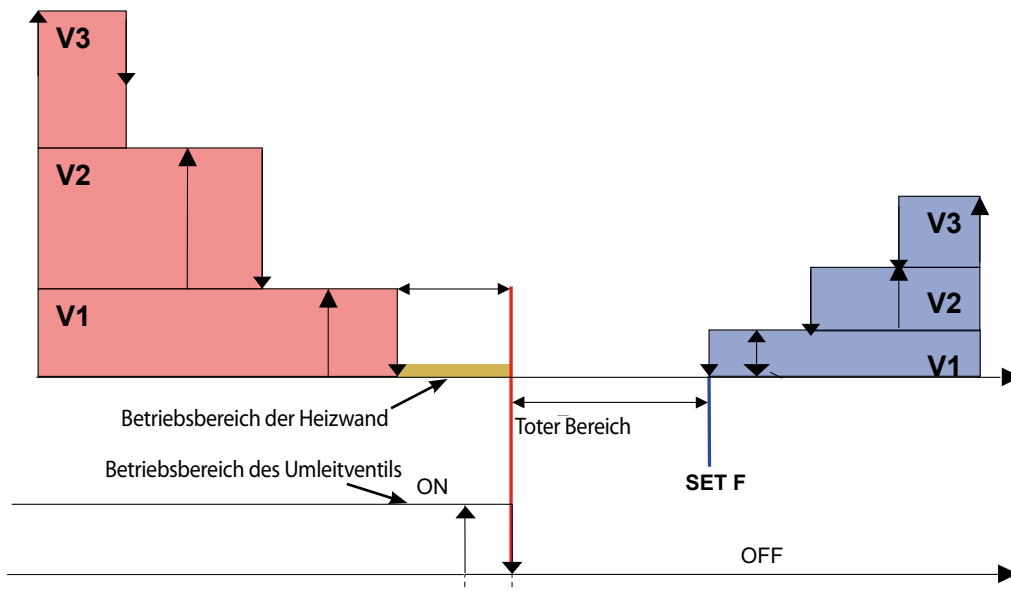 V3
V2
V1
V3
V2
V1
Betriebsbereich der Heizwand
Toter Bereich
Betriebsbereich des Umleitventils
ON
SET F
OFF